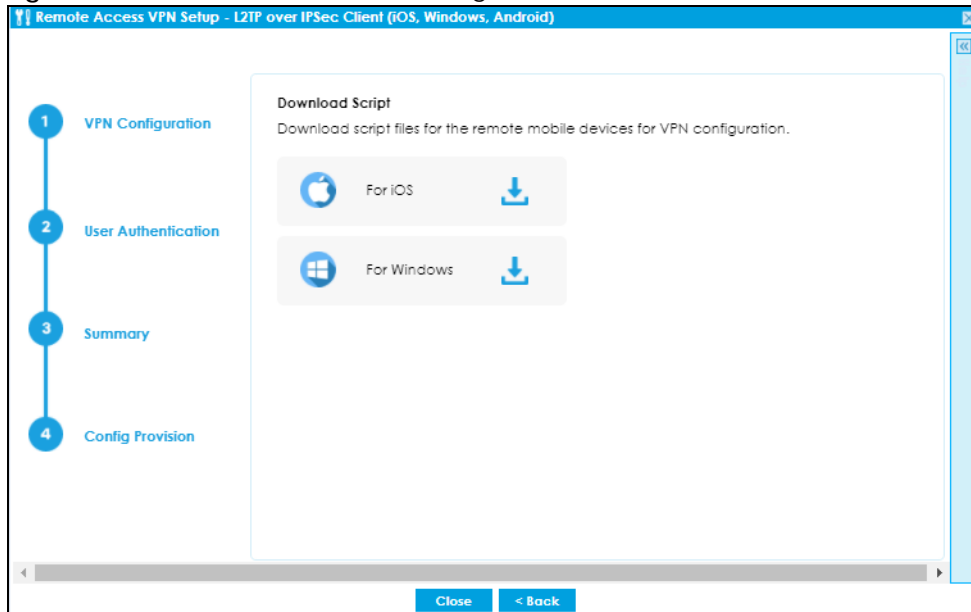 Remote Access VPN Setup - L2TP over IPSec Client (iOS, Windows, Android)
Download Script
Download script files for the remote mobile devices for VPN configuration.
1 VPN Configuration
For iOS
2 User Authentication
For Windows
3 Summary
4 Config Provision
Close < Back